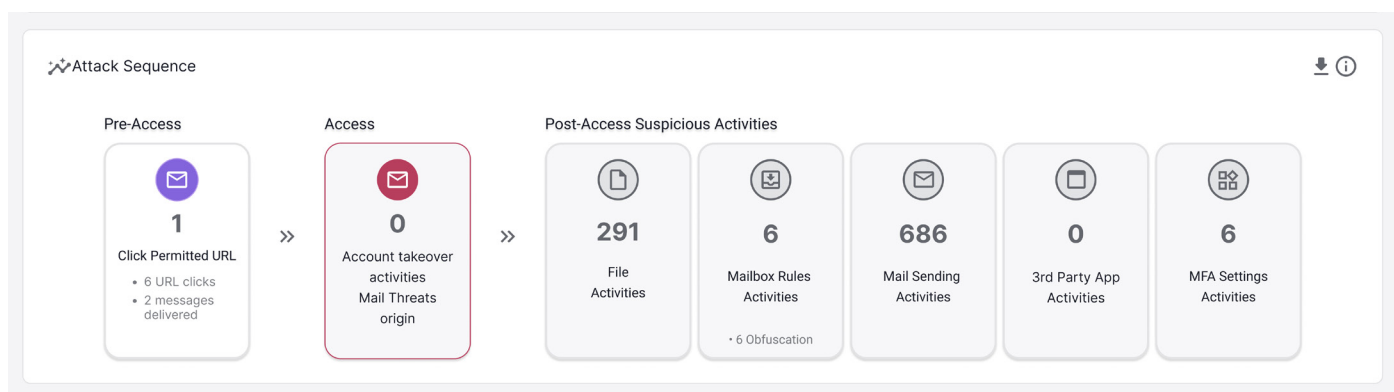 Attack Sequence
Pre-Access
1
Click Permitted URL
• 6 URL clicks
• 2 messages
delivered
»
Access
0
Account takeover
activities
Mail Threats
origin
»
Post-Access Suspicious Activities
291
File
Activities
6
Mailbox Rules
Activities
• 6 Obfuscation
686
Mail Sending
Activities
0
3rd Party App
Activities
6
MFA Settings
Activities